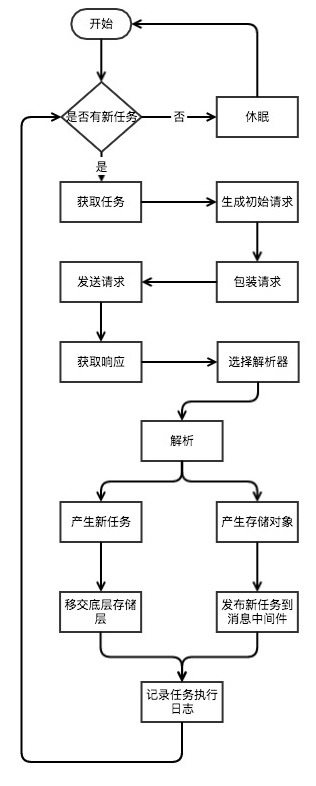 开始
是否有新任务
否
休眠
是
获取任务
生成初始请求
发送请求
包装请求
获取响应
选择解析器
解析
产生新任务
产生存储对象
移交底层存储
层
发布新任务到
消息中间件
记录任务执行
日志